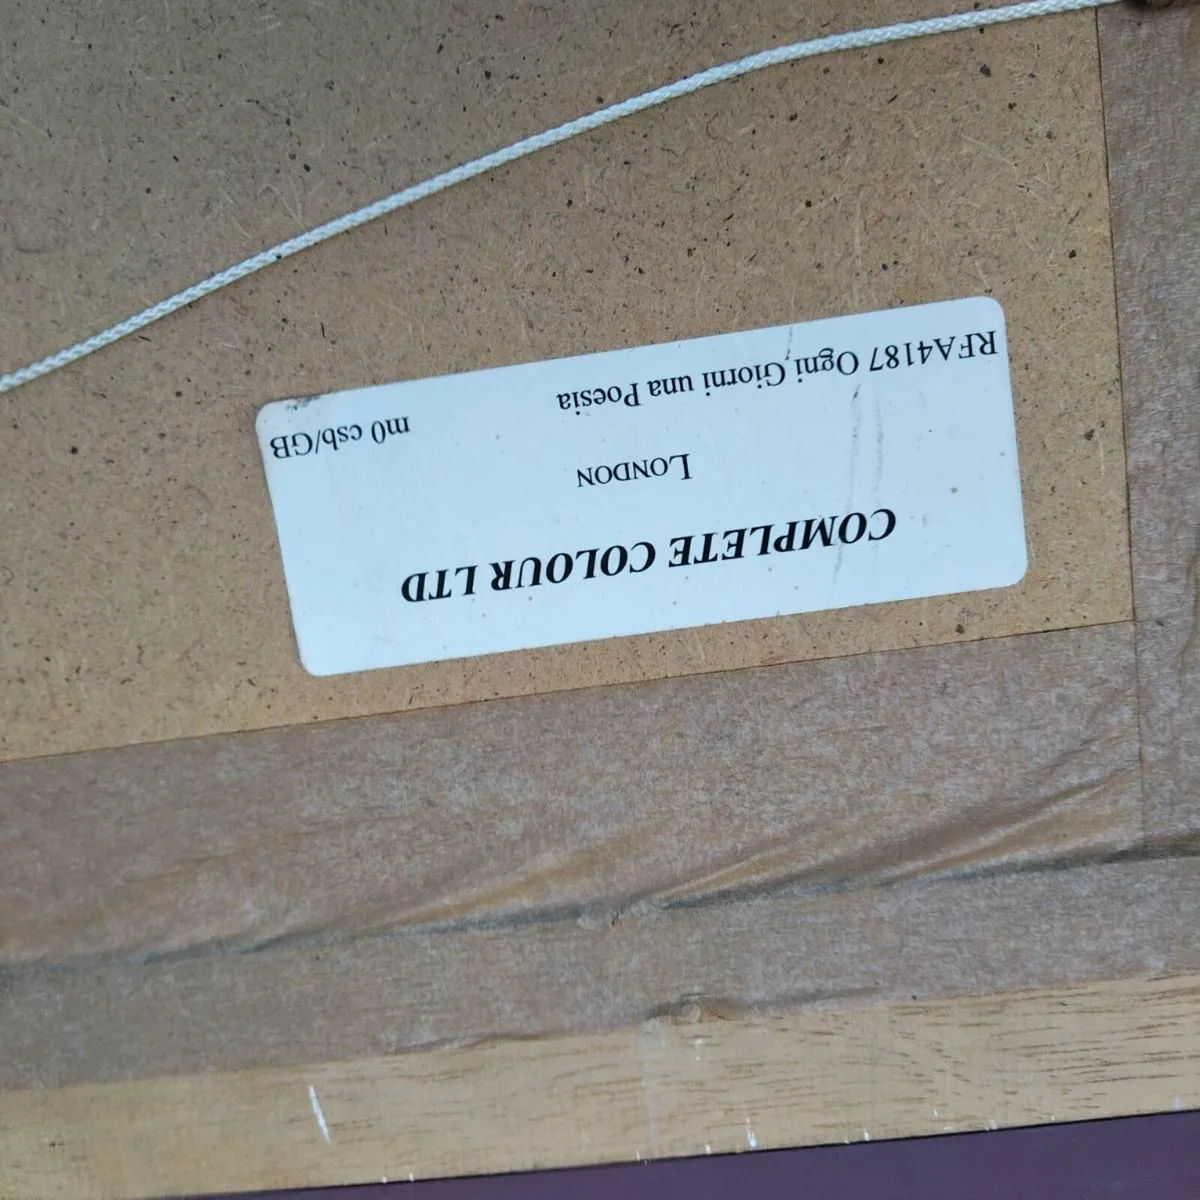 COMPLETE COLOUR LTD
LONDON
RFA4187 Ogni Giorni una Poesia
m0 csb/GB